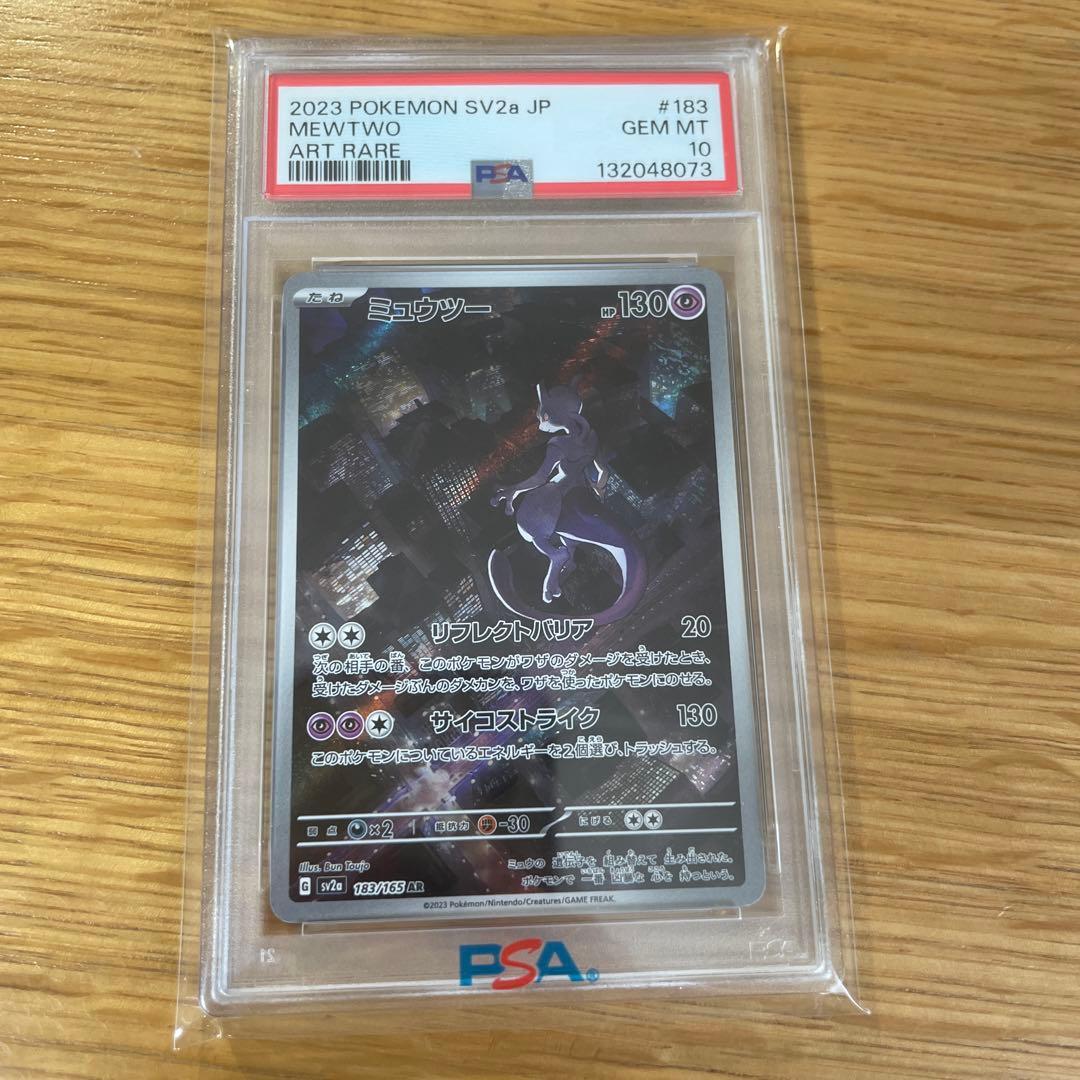 2023 POKEMON SV2a JP #183
MEWTWO GEM MT
ART RARE 10
PSA 132048073
たね ミュウツー HP 130
リフレクトバリア 20
次の相手の番、このポケモンがワザのダメージを受けたとき、
受けたダメージぶんのダメカンを、ワザを使ったポケモンにのせる。
サイコストライク 130
このポケモンについているエネルギーを2個選び、トラッシュする。
弱点 ×2 抵抗力 -30 にげる
Illus. Bun Toujo
ミュウの 遺伝子を 組み替えて 生み出された。
ポケモンで 一番 凶暴な 心を 持つという。
G sv2a 183/165 AR
©2023 Pokémon/Nintendo/Creatures/GAME FREAK.
PSA®